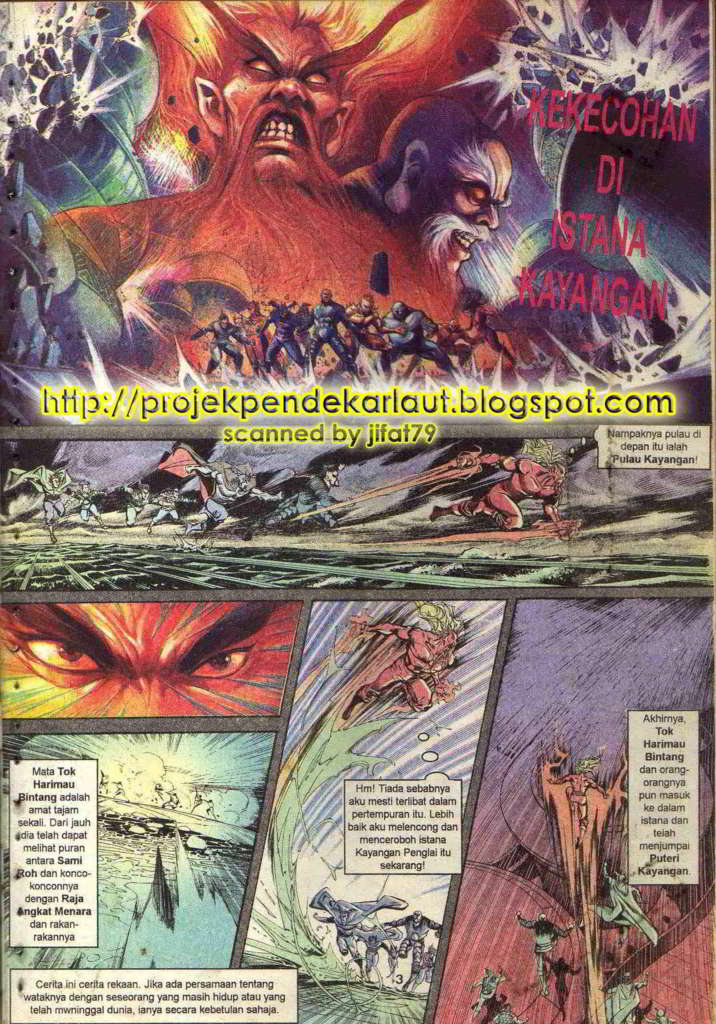 KEKECOHAN
DI
ISTANA
KAYANGAN
http://projekpendekarlaut.blogspot.com
scanned by jifat79
Nampaknya pulau di
depan itu ialah
Pulau Kayangan!
Mata Tok
Harimau
Bintang adalah
amat tajam
sekali. Dari jauh
dia telah dapat
melihat puran
antara Sami
Roh dan konco-
konconnya
dengan Raja
Angkat Menara
dan rakan-
rakannya
Hm! Tiada sebabnya
aku mesti terlibat dalam
pertempuran itu. Lebih
baik aku melencong dan
menceroboh istana
Kayangan Penglai itu
sekarang!
Akhirnya,
Tok
Harimau
Bintang
dan orang-
orangnya
pun masuk
ke dalam
istana dan
telah
menjumpai
Puteri
Kayangan.
Cerita ini cerita rekaan. Jika ada persamaan tentang
wataknya dengan seseorang yang masih hidup atau yang
telah mwninggal dunia, ianya secara kebetulan sahaja.
3